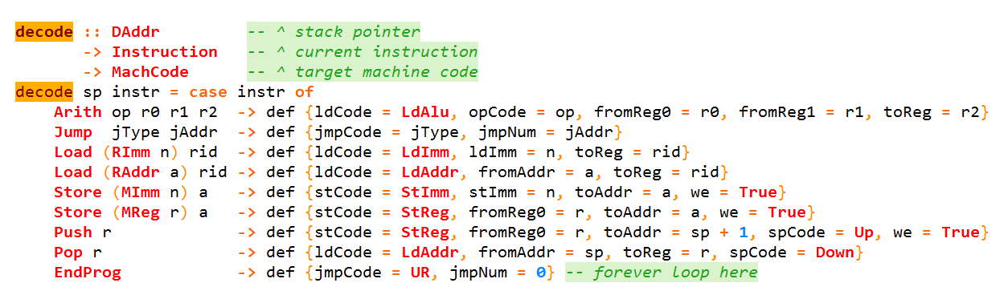 decode :: DAddr         -- ^ stack pointer
       -> Instruction   -- ^ current instruction
       -> MachCode      -- ^ target machine code
decode sp instr = case instr of
    Arith op r0 r1 r2  -> def {ldCode = LdAlu, opCode = op, fromReg0 = r0, fromReg1 = r1, toReg = r2}
    Jump  jType jAddr  -> def {jmpCode = jType, jmpNum = jAddr}
    Load (RImm n) rid  -> def {ldCode = LdImm, ldImm = n, toReg = rid}
    Load (RAddr a) rid -> def {ldCode = LdAddr, fromAddr = a, toReg = rid}
    Store (MImm n) a   -> def {stCode = StImm, stImm = n, toAddr = a, we = True}
    Store (MReg r) a   -> def {stCode = StReg, fromReg0 = r, toAddr = a, we = True}
    Push r             -> def {stCode = StReg, fromReg0 = r, toAddr = sp + 1, spCode = Up, we = True}
    Pop r              -> def {ldCode = LdAddr, fromAddr = sp, toReg = r, spCode = Down}
    EndProg            -> def {jmpCode = UR, jmpNum = 0} -- forever loop here